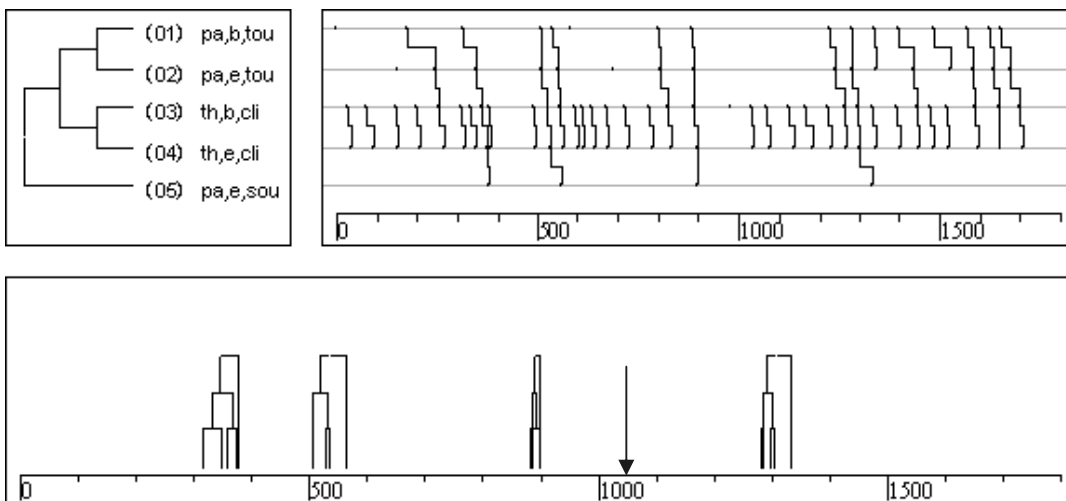 (01) pa,b,tou
(02) pa,e,tou
(03) th,b,cli
(04) th,e,cli
(05) pa,e,sou
0 500 1000 1500
0 500 1000 1500